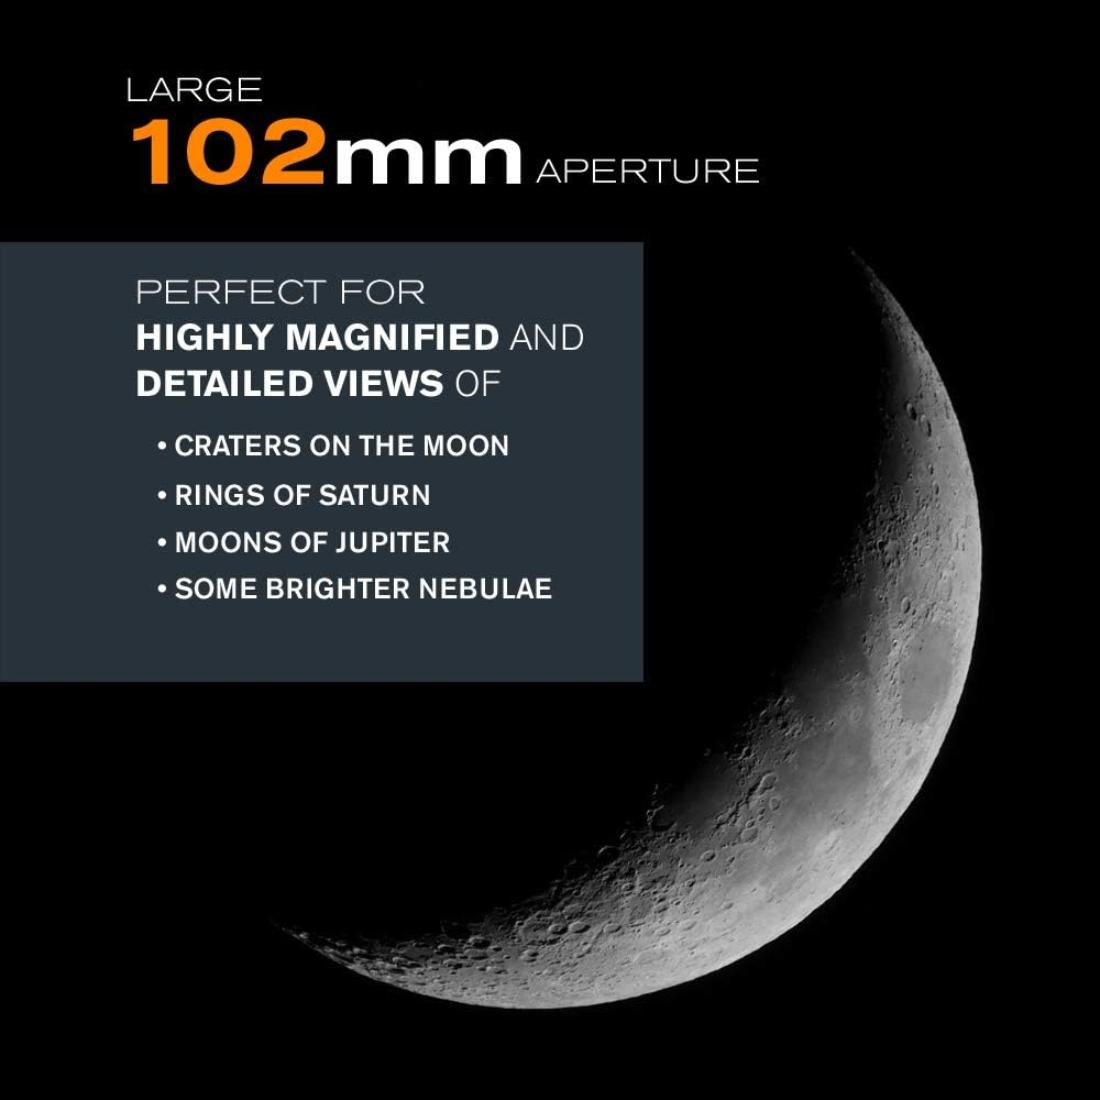 LARGE
102mm APERTURE
PERFECT FOR
HIGHLY MAGNIFIED AND
DETAILED VIEWS OF
• CRATERS ON THE MOON
• RINGS OF SATURN
• MOONS OF JUPITER
• SOME BRIGHTER NEBULAE